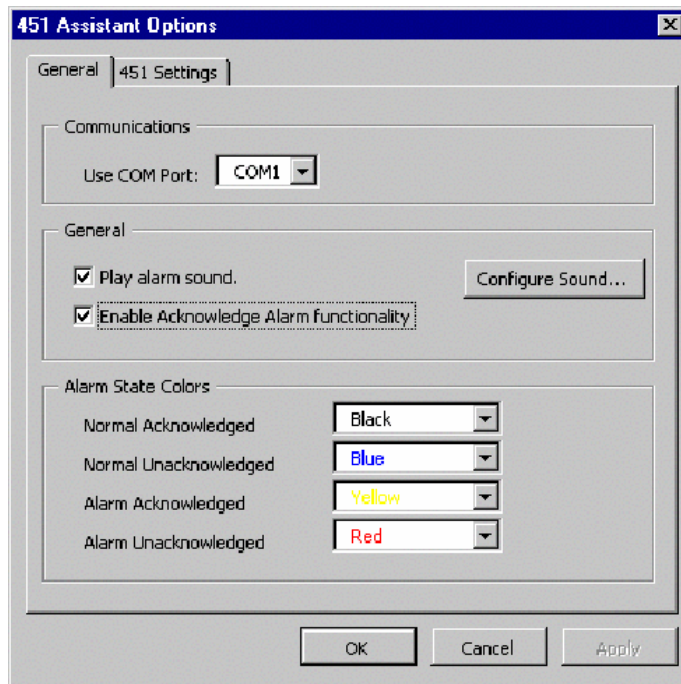 451 Assistant Options
General 451 Settings
Communications
Use COM Port: COM1
General
Play alarm sound. Configure Sound...
Enable Acknowledge Alarm functionality
Alarm State Colors
Normal Acknowledged Black
Normal Unacknowledged Blue
Alarm Acknowledged Yellow
Alarm Unacknowledged Red
OK Cancel Apply